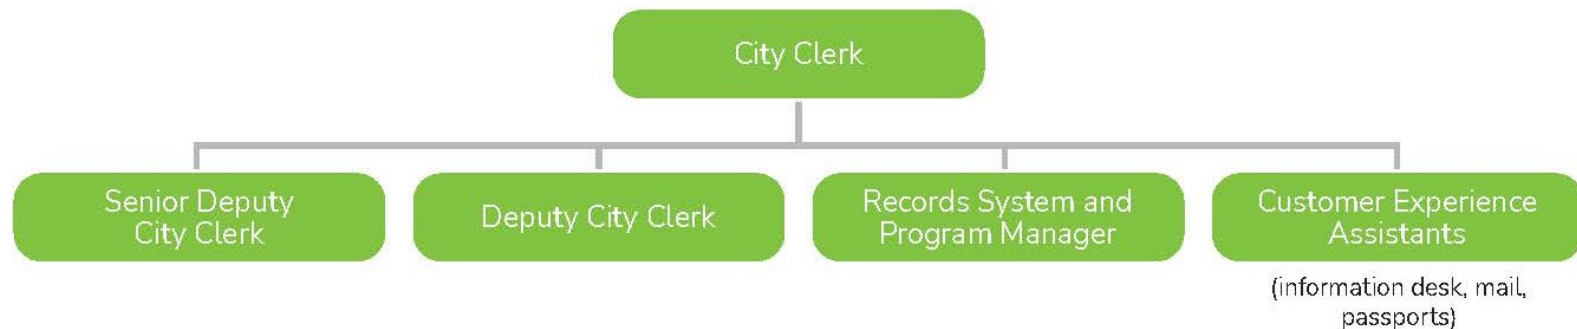 City Clerk
Senior Deputy
City Clerk
Deputy City Clerk
Records System and
Program Manager
Customer Experience
Assistants
(information desk, mail,
passports)